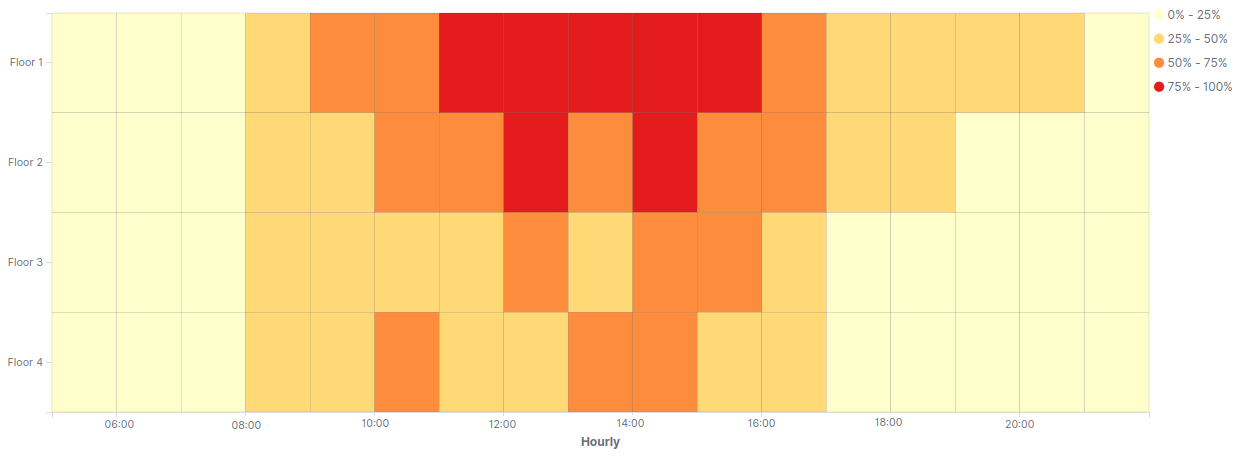 0% - 25%
25% - 50%
50% - 75%
75% - 100%
Floor 1
Floor 2
Floor 3
Floor 4
06:00 08:00 10:00 12:00 14:00 16:00 18:00 20:00
Hourly